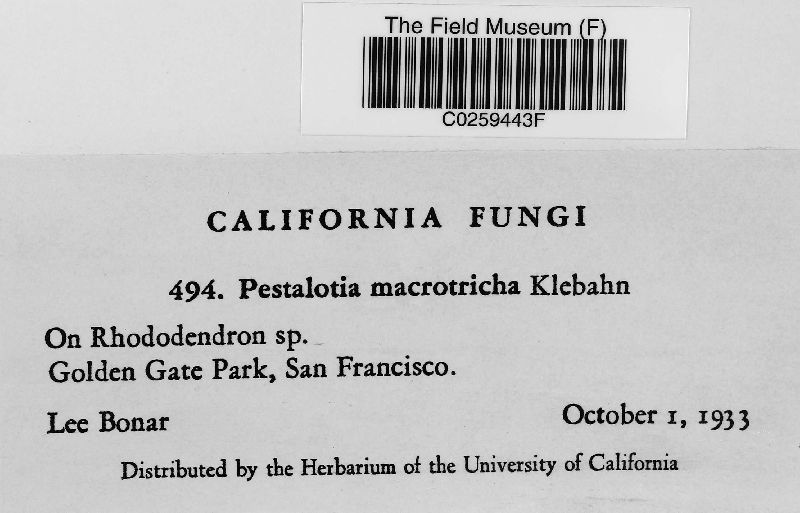 The Field Museum (F)
C0259443F
CALIFORNIA FUNGI
494. Pestalotia macrotricha Klebahn
On Rhododendron sp.
Golden Gate Park, San Francisco.
Lee Bonar October 1, 1933
Distributed by the Herbarium of the University of California